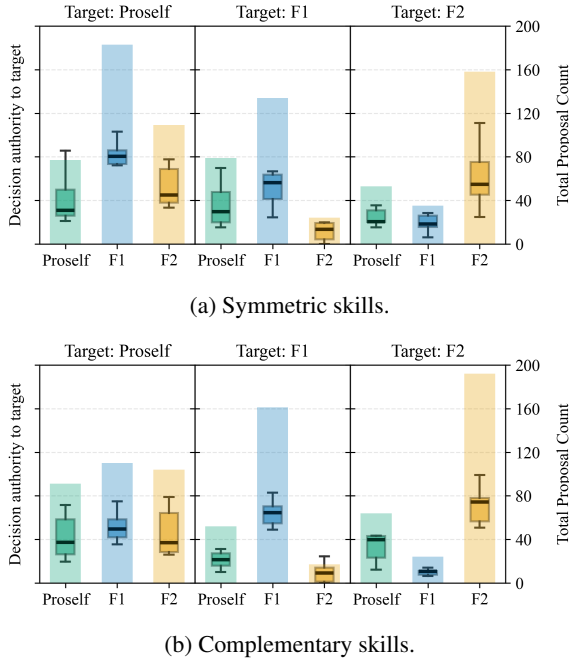 Target: Proself Target: F1 Target: F2
Decision authority to target
200
160
120
80
40
0
Total Proposal Count
Proself F1 F2 Proself F1 F2 Proself F1 F2
(a) Symmetric skills.
Target: Proself Target: F1 Target: F2
Decision authority to target
200
160
120
80
40
0
Total Proposal Count
Proself F1 F2 Proself F1 F2 Proself F1 F2
(b) Complementary skills.